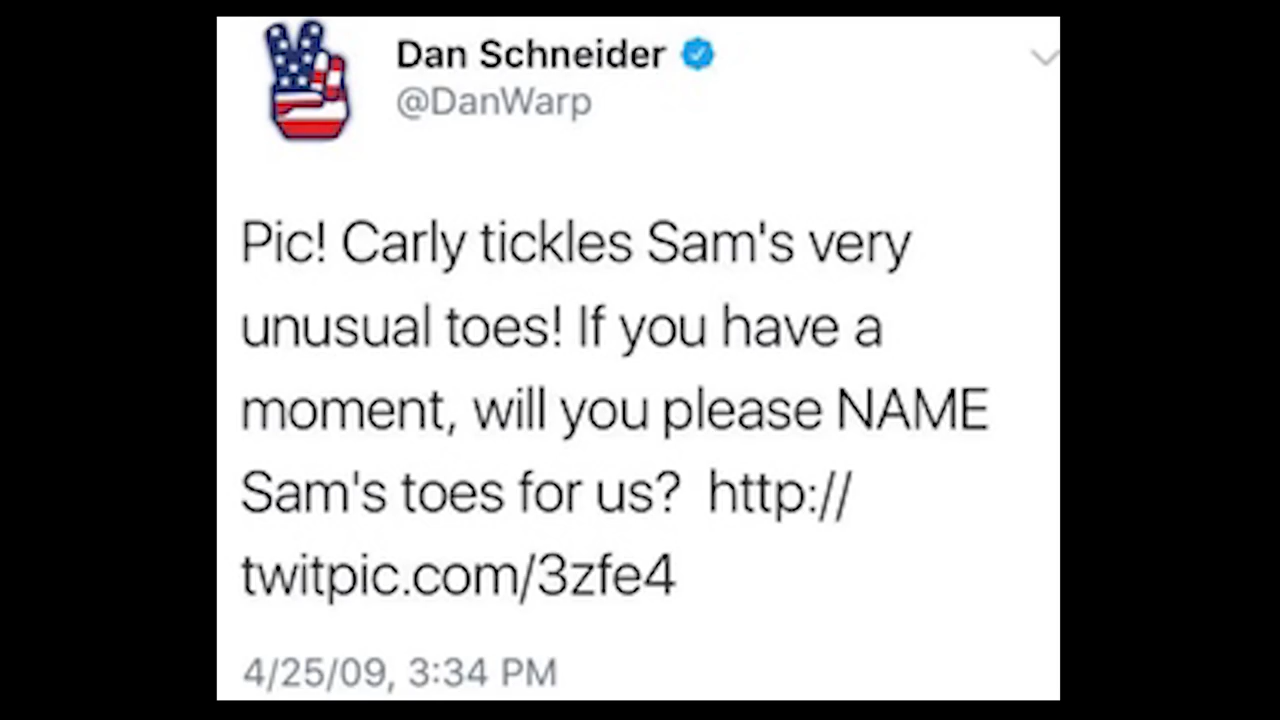 Dan Schneider
@DanWarp
Pic! Carly tickles Sam's very
unusual toes! If you have a
moment, will you please NAME
Sam's toes for us?  http://
twitpic.com/3zfe4
4/25/09, 3:34 PM